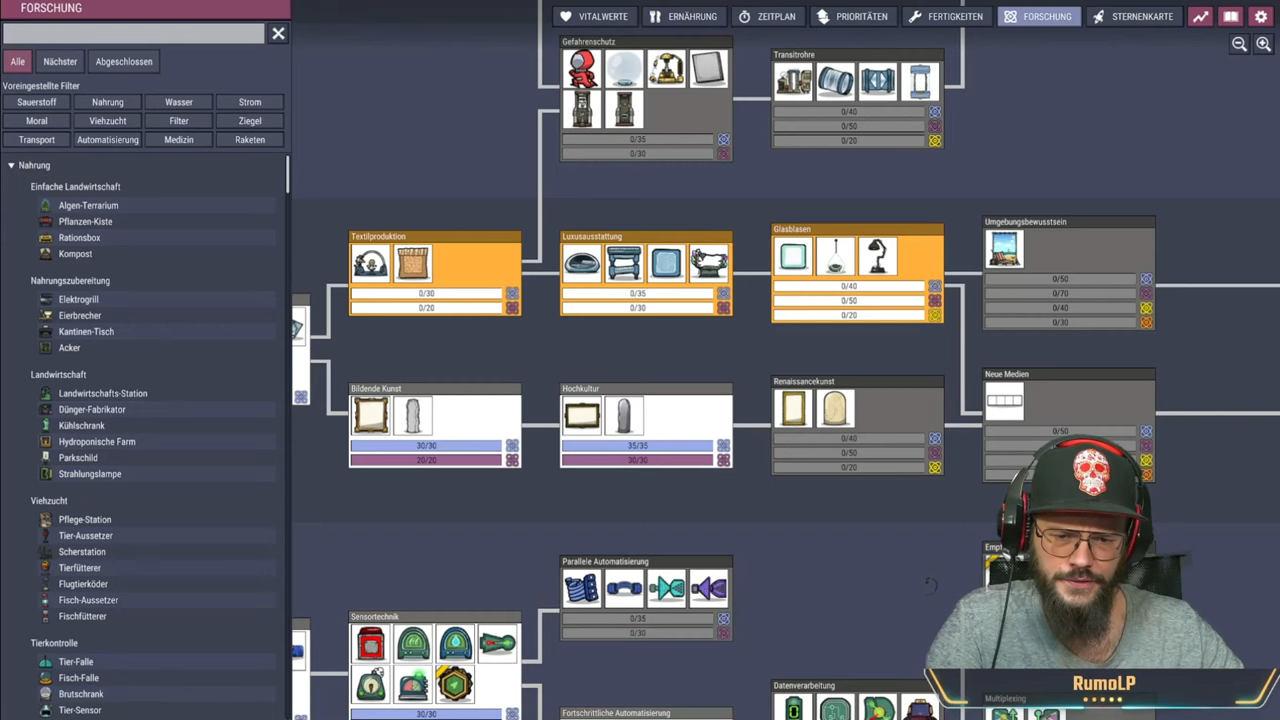 FORSCHUNG
VITALWERTE
ERNÄHRUNG
ZEITPLAN
PRIORITÄTEN
FERTIGKEITEN
FORSCHUNG
STERNENKARTE
Alle
Nächster
Abgeschlossen
Voreingestellte Filter
Sauerstoff
Nahrung
Wasser
Strom
Moral
Viehzucht
Filter
Ziegel
Transport
Automatisierung
Medizin
Raketen
Nahrung
Einfache Landwirtschaft
Algen-Terrarium
Pflanzen-Kiste
Rationsbox
Kompost
Nahrungszubereitung
Elektrogrill
Eierbrecher
Kantinen-Tisch
Acker
Landwirtschaft
Landwirtschafts-Station
Dünger-Fabrikator
Kühlschrank
Hydroponische Farm
Parkschild
Strahlungslampe
Viehzucht
Pflege-Station
Tier-Aussetzer
Scherstation
Tierfütterer
Flugtierköder
Fisch-Aussetzer
Fischfütterer
Tierkontrolle
Tier-Falle
Fisch-Falle
Brutschrank
Tier-Sensor
Gefahrenschutz
0/35
0/30
Transitrohre
0/40
0/50
0/20
Textilproduktion
0/30
0/20
Luxusausstattung
0/35
0/30
Glasblasen
0/40
0/50
0/20
Umgebungsbewusstsein
0/50
0/70
0/40
0/30
Bildende Kunst
30/30
20/20
Hochkultur
35/35
30/30
Renaissancekunst
0/40
0/50
0/20
Neue Medien
0/50
Parallele Automatisierung
0/35
0/30
Sensortechnik
30/30
Fortschrittliche Automatisierung
Datenverarbeitung
Multiplexing
RumoLP